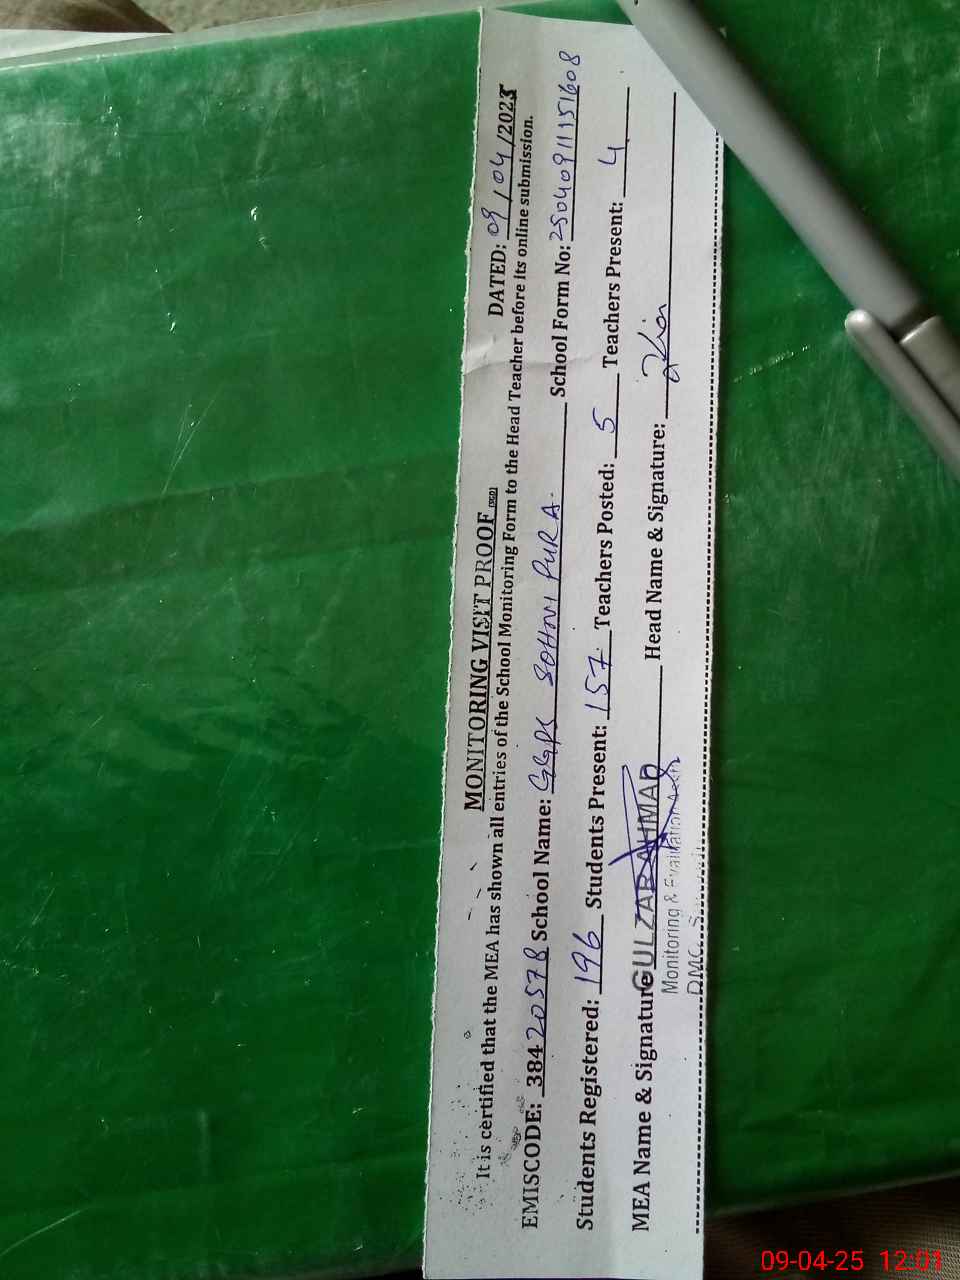 MONITORING VISIT PROOF
DATED: 09/04/2025
It is certified that the MEA has shown all entries of the School Monitoring Form to the Head Teacher before its online submission.
EMISCODE: 38420578 School Name: GGPS SOHNI PURA. School Form No: 250409111151608
Students Registered: 196 Students Present: 157 Teachers Posted: 5 Teachers Present: 4
MEA Name & Signature GULZAR AHMAD Head Name & Signature:
Monitoring & Evaluation
DMO
09-04-25 12:01